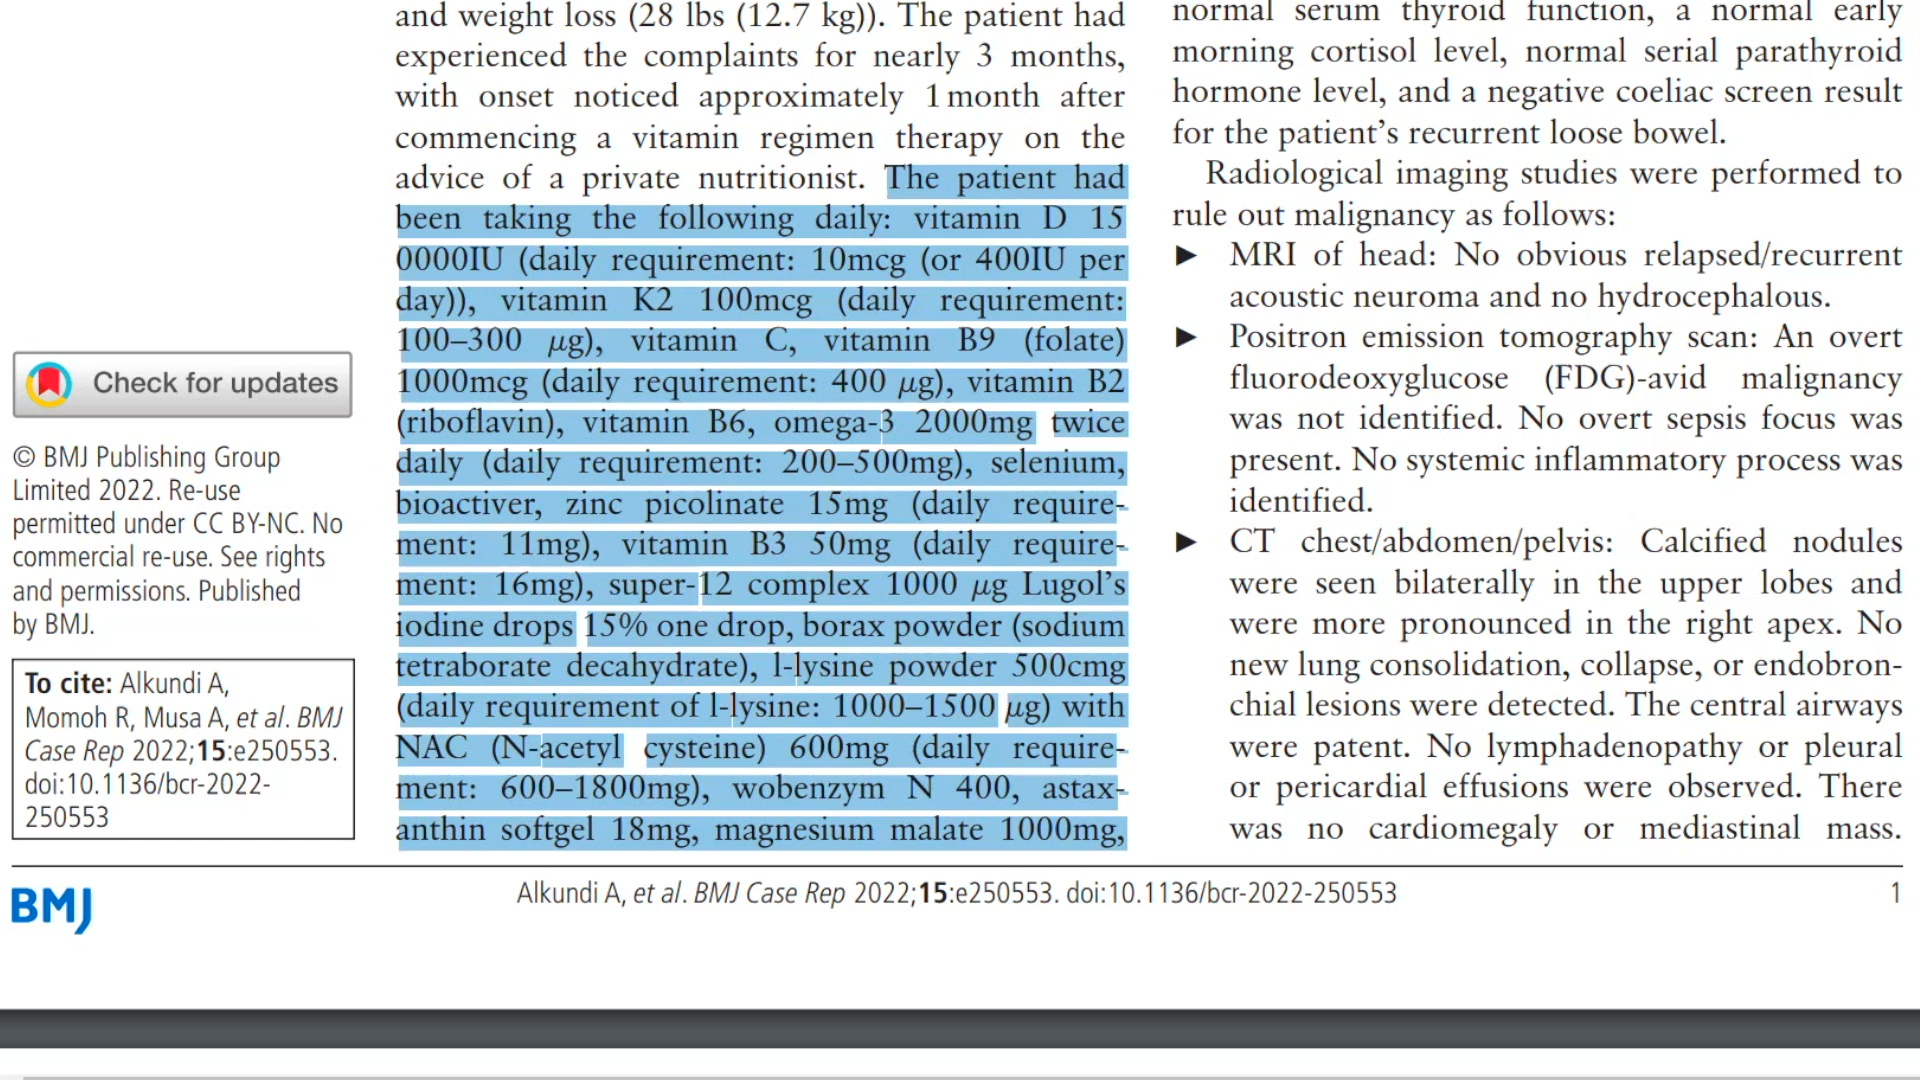 and weight loss (28 lbs (12.7 kg)). The patient had
experienced the complaints for nearly 3 months,
with onset noticed approximately 1 month after
commencing a vitamin regimen therapy on the
advice of a private nutritionist. The patient had
been taking the following daily: vitamin D 15
0000IU (daily requirement: 10mcg (or 400IU per
day)), vitamin K2 100mcg (daily requirement:
100–300 μg), vitamin C, vitamin B9 (folate)
1000mcg (daily requirement: 400 μg), vitamin B2
(riboflavin), vitamin B6, omega-3 2000mg twice
daily (daily requirement: 200–500mg), selenium,
bioactiver, zinc picolinate 15mg (daily require-
ment: 11mg), vitamin B3 50mg (daily require-
ment: 16mg), super-12 complex 1000 μg Lugol's
iodine drops 15% one drop, borax powder (sodium
tetraborate decahydrate), l-lysine powder 500cmg
(daily requirement of l-lysine: 1000–1500 μg) with
NAC (N-acetyl cysteine) 600mg (daily require-
ment: 600–1800mg), wobenzym N 400, astax-
anthin softgel 18mg, magnesium malate 1000mg,
normal serum thyroid function, a normal early
morning cortisol level, normal serial parathyroid
hormone level, and a negative coeliac screen result
for the patient's recurrent loose bowel.
Radiological imaging studies were performed to
rule out malignancy as follows:
► MRI of head: No obvious relapsed/recurrent
acoustic neuroma and no hydrocephalous.
► Positron emission tomography scan: An overt
fluorodeoxyglucose (FDG)-avid malignancy
was not identified. No overt sepsis focus was
present. No systemic inflammatory process was
identified.
► CT chest/abdomen/pelvis: Calcified nodules
were seen bilaterally in the upper lobes and
were more pronounced in the right apex. No
new lung consolidation, collapse, or endobron-
chial lesions were detected. The central airways
were patent. No lymphadenopathy or pleural
or pericardial effusions were observed. There
was no cardiomegaly or mediastinal mass.
Check for updates
© BMJ Publishing Group
Limited 2022. Re-use
permitted under CC BY-NC. No
commercial re-use. See rights
and permissions. Published
by BMJ.
To cite: Alkundi A,
Momoh R, Musa A, et al. BMJ
Case Rep 2022;15:e250553.
doi:10.1136/bcr-2022-
250553
BMJ
Alkundi A, et al. BMJ Case Rep 2022;15:e250553. doi:10.1136/bcr-2022-250553
1